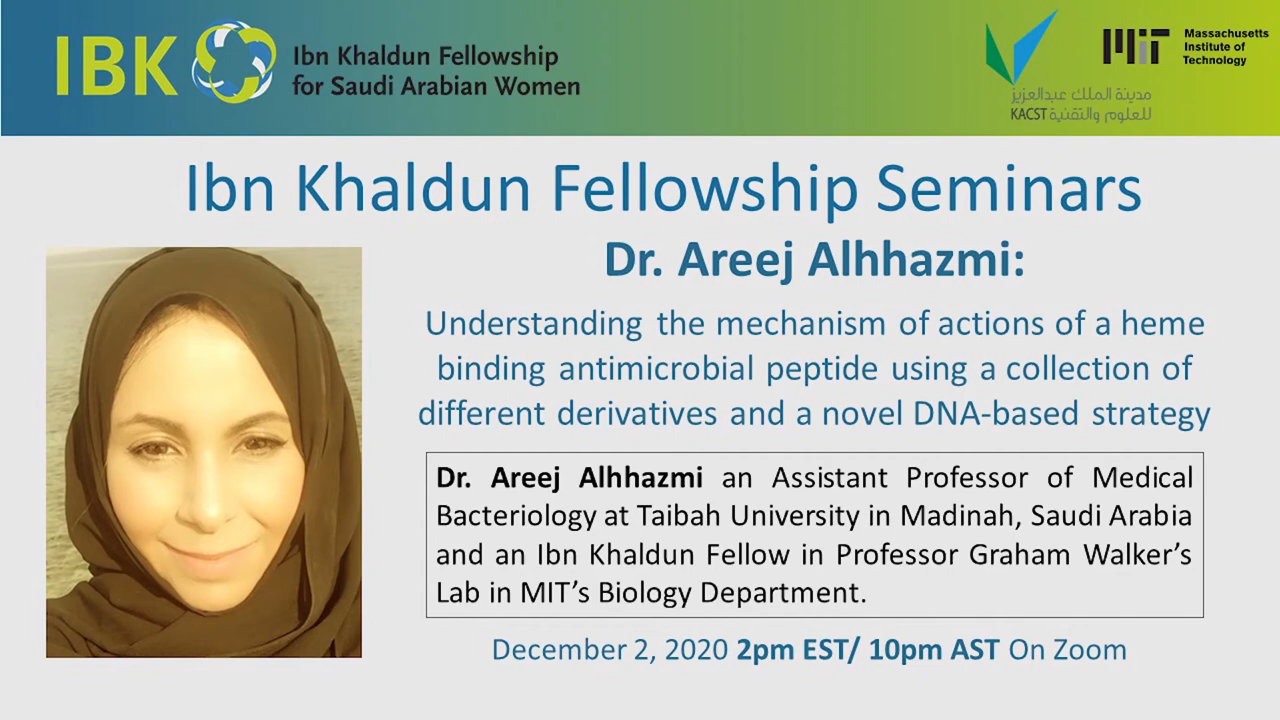 IBK
Ibn Khaldun Fellowship
for Saudi Arabian Women
مدينة الملك عبدالعزيز
KACST للعلوم والتقنية
MIT
Massachusetts
Institute of
Technology
Ibn Khaldun Fellowship Seminars
Dr. Areej Alhhazmi:
Understanding the mechanism of actions of a heme
binding antimicrobial peptide using a collection of
different derivatives and a novel DNA-based strategy
Dr. Areej Alhhazmi an Assistant Professor of Medical
Bacteriology at Taibah University in Madinah, Saudi Arabia
and an Ibn Khaldun Fellow in Professor Graham Walker's
Lab in MIT's Biology Department.
December 2, 2020 2pm EST/ 10pm AST On Zoom